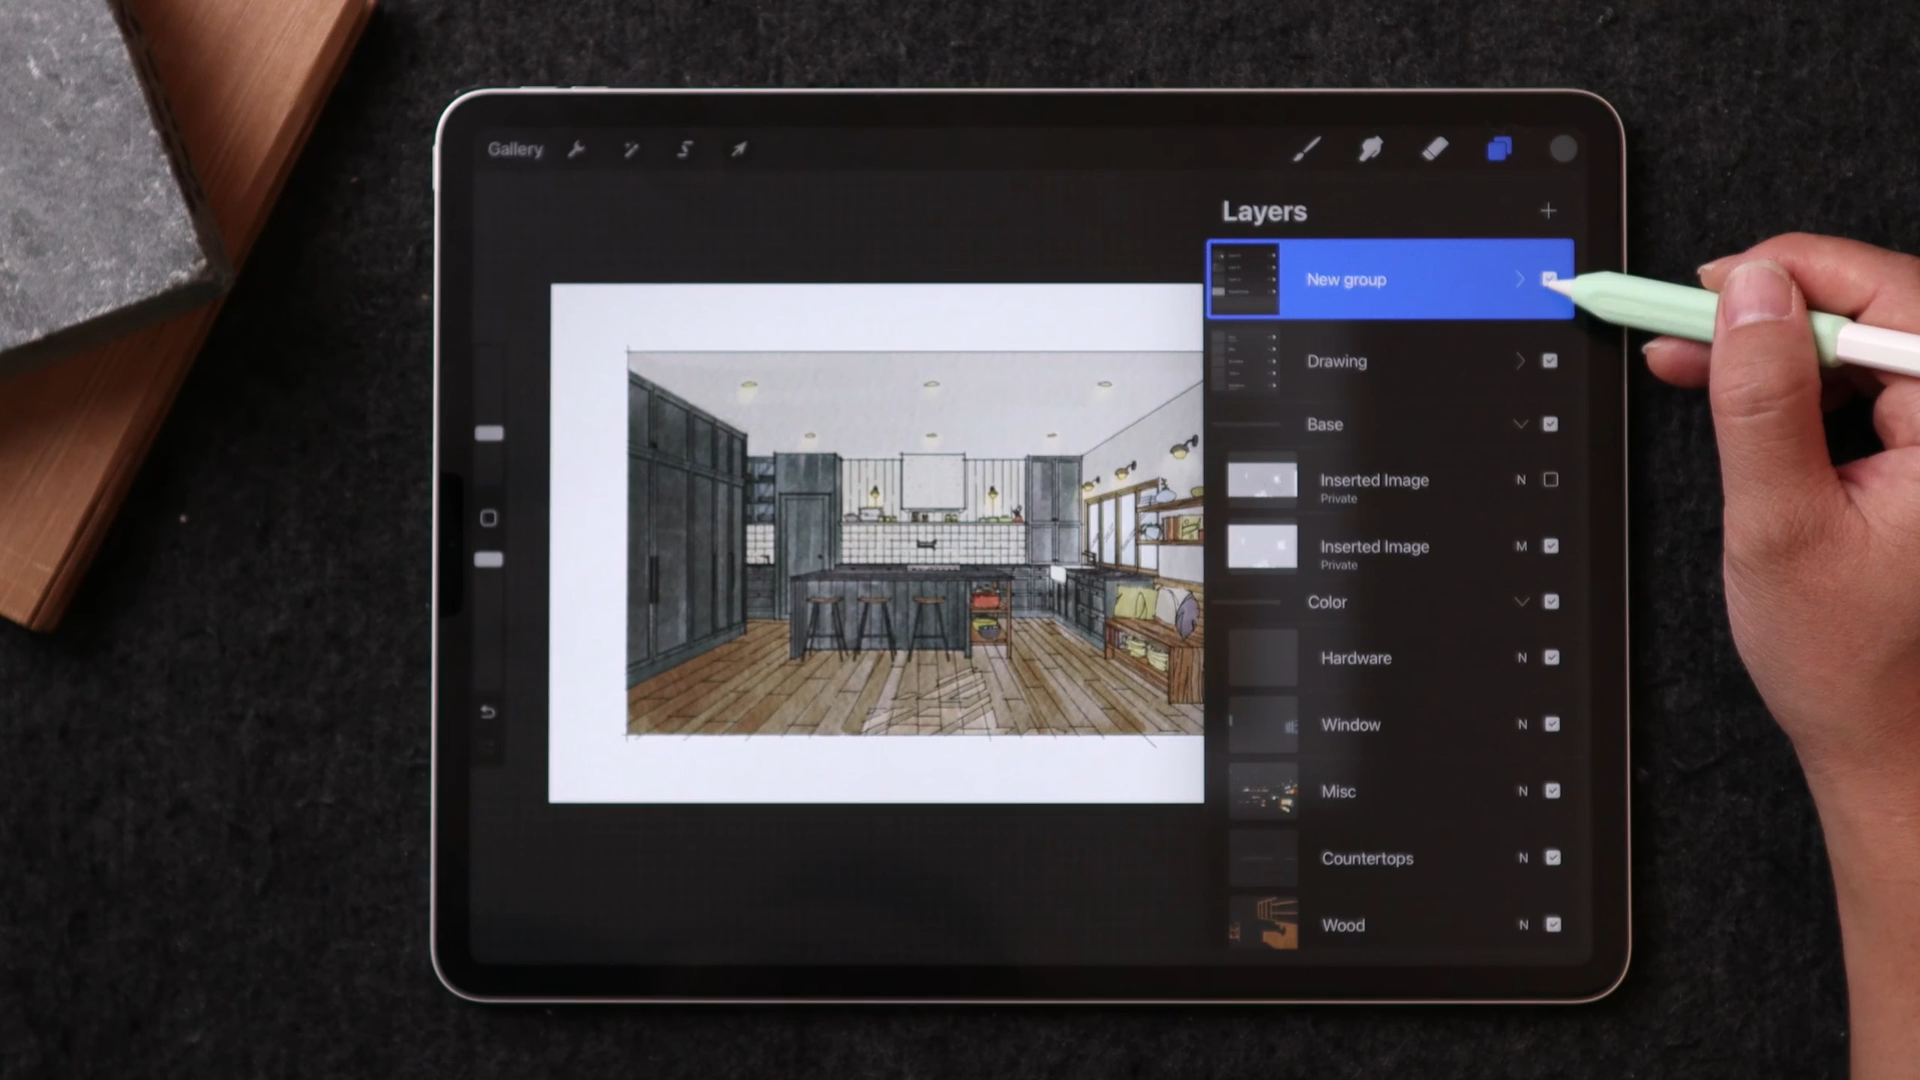 Gallery
Layers
New group
Drawing
Base
Inserted Image N
Private
Inserted Image M
Private
Color
Hardware N
Window N
Misc N
Countertops N
Wood N